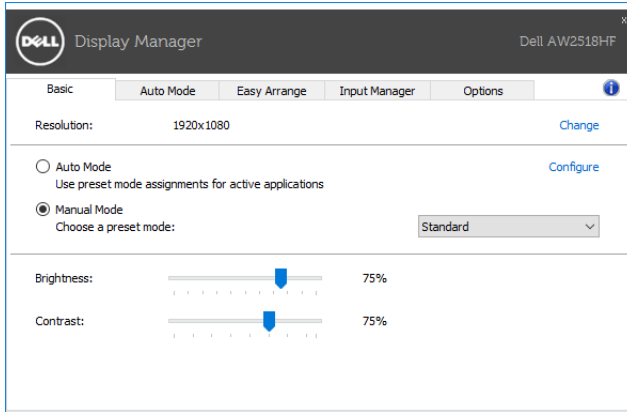 x
DELL Display Manager Dell AW2518HF
Basic Auto Mode Easy Arrange Input Manager Options i
Resolution: 1920x1080 Change
Auto Mode Configure
Use preset mode assignments for active applications
Manual Mode
Choose a preset mode: Standard
Brightness: 75%
Contrast: 75%